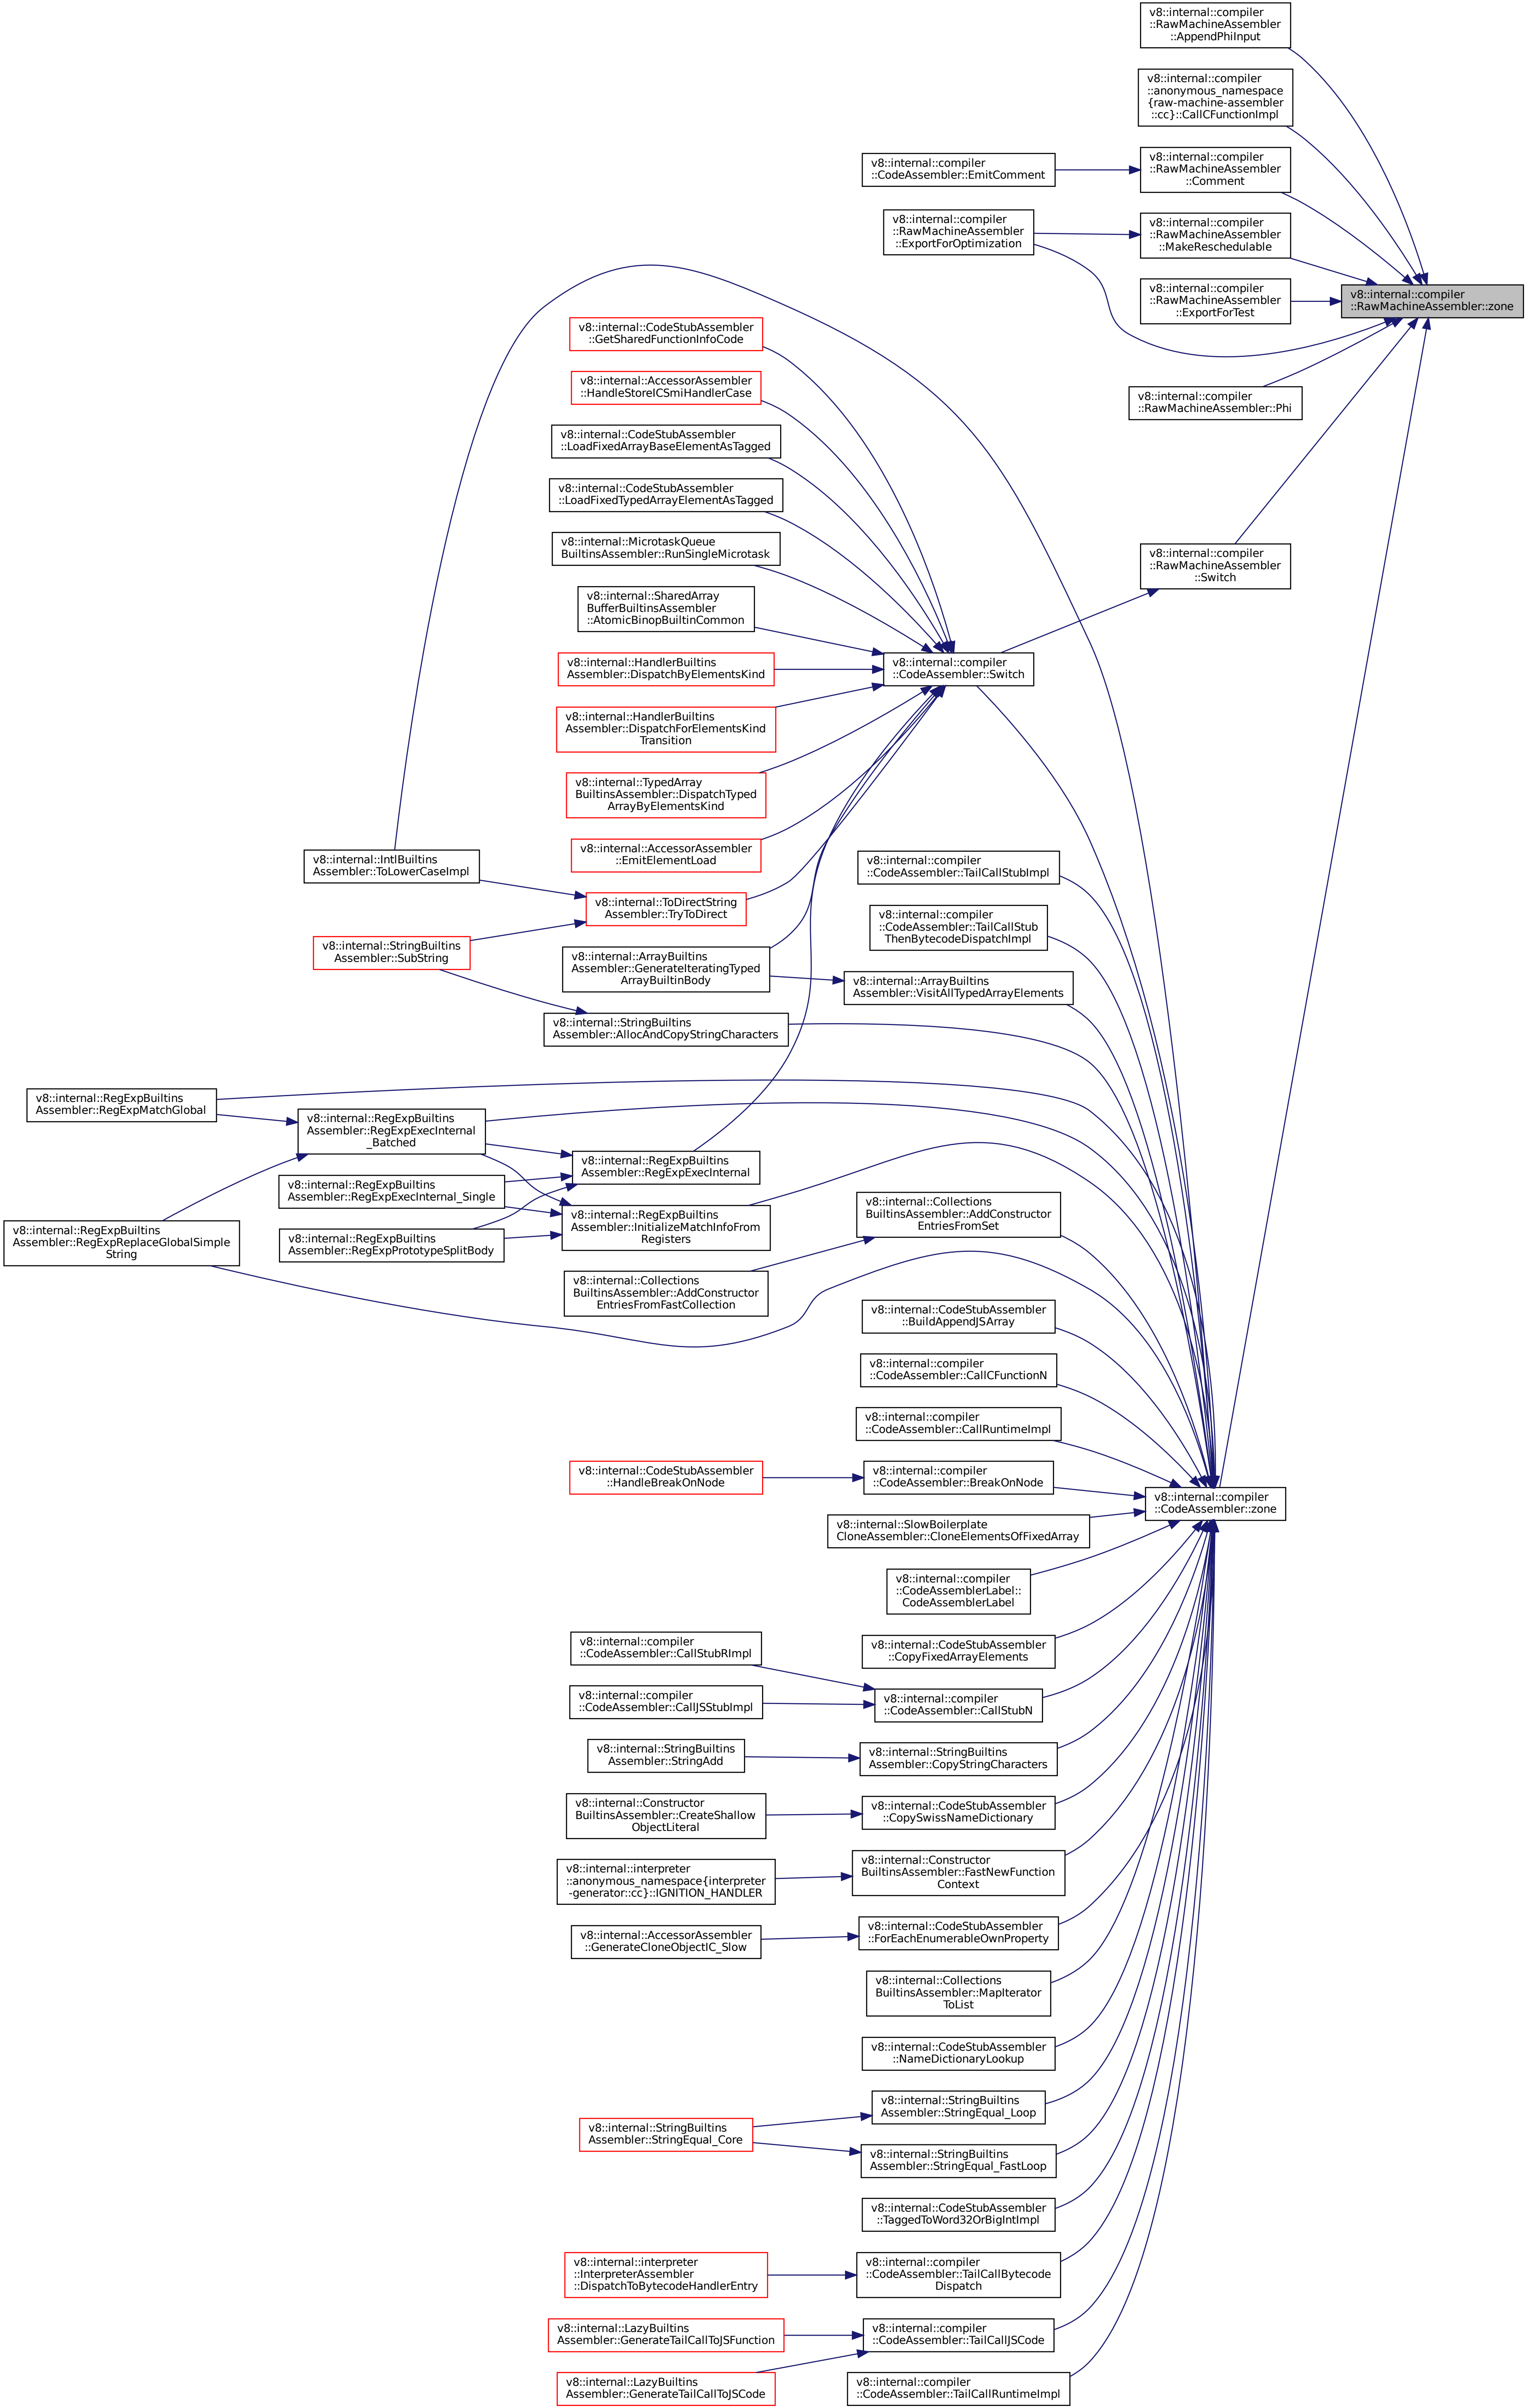 v8::internal::compiler
::RawMachineAssembler
::AppendPhiInput
v8::internal::compiler
::anonymous_namespace
{raw-machine-assembler
::cc}::CallCFunctionImpl
v8::internal::compiler
::CodeAssembler::EmitComment
v8::internal::compiler
::RawMachineAssembler
::Comment
v8::internal::compiler
::RawMachineAssembler
::ExportForOptimization
v8::internal::compiler
::RawMachineAssembler
::MakeReschedulable
v8::internal::compiler
::RawMachineAssembler
::ExportForTest
v8::internal::compiler
::RawMachineAssembler::zone
v8::internal::CodeStubAssembler
::GetSharedFunctionInfoCode
v8::internal::AccessorAssembler
::HandleStoreICSmiHandlerCase
v8::internal::compiler
::RawMachineAssembler::Phi
v8::internal::CodeStubAssembler
::LoadFixedArrayBaseElementAsTagged
v8::internal::CodeStubAssembler
::LoadFixedTypedArrayElementAsTagged
v8::internal::MicrotaskQueue
BuiltinsAssembler::RunSingleMicrotask
v8::internal::compiler
::RawMachineAssembler
::Switch
v8::internal::SharedArray
BufferBuiltinsAssembler
::AtomicBinopBuiltinCommon
v8::internal::HandlerBuiltins
Assembler::DispatchByElementsKind
v8::internal::compiler
::CodeAssembler::Switch
v8::internal::HandlerBuiltins
Assembler::DispatchForElementsKind
Transition
v8::internal::TypedArray
BuiltinsAssembler::DispatchTyped
ArrayByElementsKind
v8::internal::AccessorAssembler
::EmitElementLoad
v8::internal::IntlBuiltins
Assembler::ToLowerCaseImpl
v8::internal::compiler
::CodeAssembler::TailCallStubImpl
v8::internal::ToDirectString
Assembler::TryToDirect
v8::internal::compiler
::CodeAssembler::TailCallStub
ThenBytecodeDispatchImpl
v8::internal::StringBuiltins
Assembler::SubString
v8::internal::ArrayBuiltins
Assembler::GenerateIteratingTyped
ArrayBuiltinBody
v8::internal::ArrayBuiltins
Assembler::VisitAllTypedArrayElements
v8::internal::StringBuiltins
Assembler::AllocAndCopyStringCharacters
v8::internal::RegExpBuiltins
Assembler::RegExpMatchGlobal
v8::internal::RegExpBuiltins
Assembler::RegExpExecInternal
_Batched
v8::internal::RegExpBuiltins
Assembler::RegExpExecInternal
v8::internal::RegExpBuiltins
Assembler::RegExpExecInternal_Single
v8::internal::RegExpBuiltins
Assembler::InitializeMatchInfoFrom
Registers
v8::internal::Collections
BuiltinsAssembler::AddConstructor
EntriesFromSet
v8::internal::RegExpBuiltins
Assembler::RegExpReplaceGlobalSimple
String
v8::internal::RegExpBuiltins
Assembler::RegExpPrototypeSplitBody
v8::internal::Collections
BuiltinsAssembler::AddConstructor
EntriesFromFastCollection
v8::internal::CodeStubAssembler
::BuildAppendJSArray
v8::internal::compiler
::CodeAssembler::CallCFunctionN
v8::internal::compiler
::CodeAssembler::CallRuntimeImpl
v8::internal::CodeStubAssembler
::HandleBreakOnNode
v8::internal::compiler
::CodeAssembler::BreakOnNode
v8::internal::compiler
::CodeAssembler::zone
v8::internal::SlowBoilerplate
CloneAssembler::CloneElementsOfFixedArray
v8::internal::compiler
::CodeAssemblerLabel::
CodeAssemblerLabel
v8::internal::compiler
::CodeAssembler::CallStubRImpl
v8::internal::CodeStubAssembler
::CopyFixedArrayElements
v8::internal::compiler
::CodeAssembler::CallJSStubImpl
v8::internal::compiler
::CodeAssembler::CallStubN
v8::internal::StringBuiltins
Assembler::StringAdd
v8::internal::StringBuiltins
Assembler::CopyStringCharacters
v8::internal::Constructor
BuiltinsAssembler::CreateShallow
ObjectLiteral
v8::internal::CodeStubAssembler
::CopySwissNameDictionary
v8::internal::interpreter
::anonymous_namespace{interpreter
-generator::cc}::IGNITION_HANDLER
v8::internal::Constructor
BuiltinsAssembler::FastNewFunction
Context
v8::internal::AccessorAssembler
::GenerateCloneObjectIC_Slow
v8::internal::CodeStubAssembler
::ForEachEnumerableOwnProperty
v8::internal::Collections
BuiltinsAssembler::MapIterator
ToList
v8::internal::CodeStubAssembler
::NameDictionaryLookup
v8::internal::StringBuiltins
Assembler::StringEqual_Loop
v8::internal::StringBuiltins
Assembler::StringEqual_Core
v8::internal::StringBuiltins
Assembler::StringEqual_FastLoop
v8::internal::CodeStubAssembler
::TaggedToWord32OrBigIntImpl
v8::internal::interpreter
::InterpreterAssembler
::DispatchToBytecodeHandlerEntry
v8::internal::compiler
::CodeAssembler::TailCallBytecode
Dispatch
v8::internal::LazyBuiltins
Assembler::GenerateTailCallToJSFunction
v8::internal::compiler
::CodeAssembler::TailCallJSCode
v8::internal::LazyBuiltins
Assembler::GenerateTailCallToJSCode
v8::internal::compiler
::CodeAssembler::TailCallRuntimeImpl